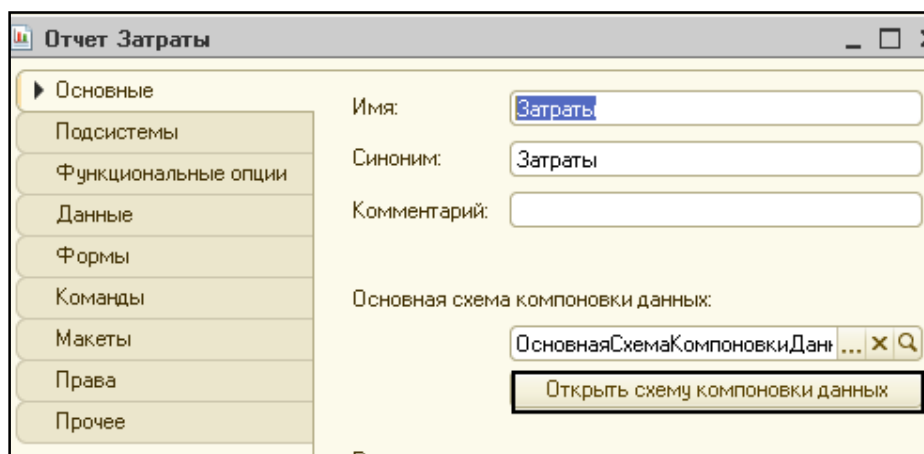 Отчет Затраты
Основные
Подсистемы
Функциональные опции
Данные
Формы
Команды
Макеты
Права
Прочее
Имя:
Затраты
Синоним:
Затраты
Комментарий:
Основная схема компоновки данных:
ОсновнаяСхемаКомпоновкиДанн ...
Открыть схему компоновки данных